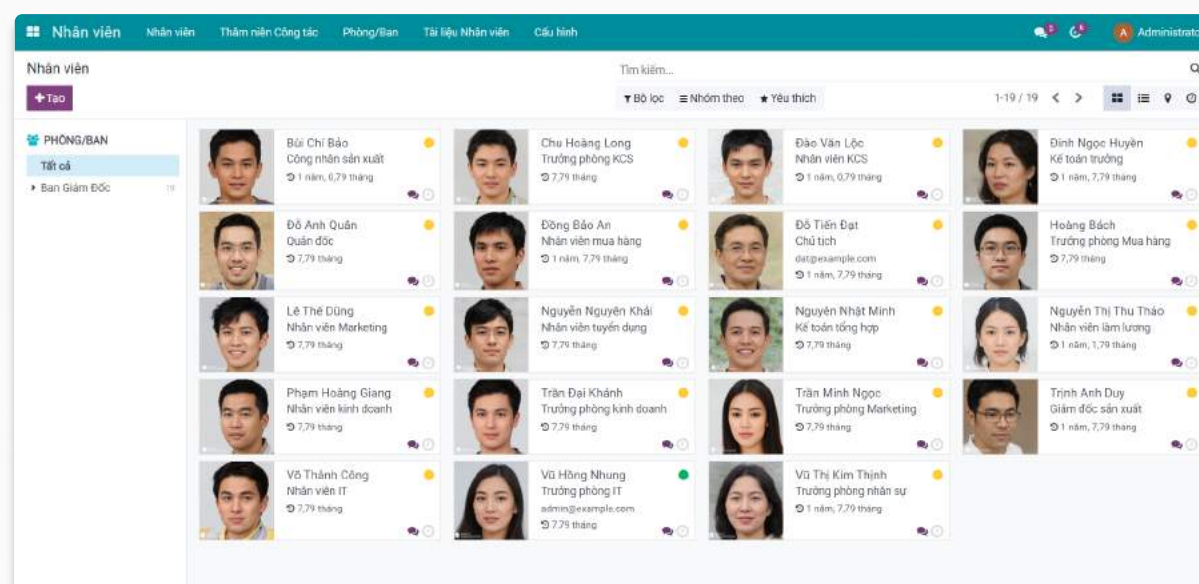 Nhân viên Nhân viên Thâm niên Công tác Phòng/Ban Tài liệu Nhân viên Cấu hình A Administrato
Nhân viên Tìm kiếm...
+Tạo Bộ lọc Nhóm theo Yêu thích 1-19 / 19
PHÒNG/BAN
Tất cả
Ban Giám Đốc 19
Bùi Chí Bảo
Công nhân sản xuất
1 năm, 0,79 tháng
Chu Hoàng Long
Trưởng phòng KCS
7,79 tháng
Đào Văn Lộc
Nhân viên KCS
1 năm, 0,79 tháng
Đinh Ngọc Huyền
Kế toán trưởng
1 năm, 7,79 tháng
Đỗ Anh Quân
Quản đốc
7,79 tháng
Đồng Bảo An
Nhân viên mua hàng
1 năm, 7,79 tháng
Đỗ Tiến Đạt
Chủ tịch
dat@example.com
1 năm, 7,79 tháng
Hoàng Bách
Trưởng phòng Mua hàng
7,79 tháng
Lê Thế Dũng
Nhân viên Marketing
7,79 tháng
Nguyễn Nguyên Khải
Nhân viên tuyển dụng
7,79 tháng
Nguyễn Nhật Minh
Kế toán tổng hợp
7,79 tháng
Nguyễn Thị Thu Thảo
Nhân viên làm lương
1 năm, 1,79 tháng
Phạm Hoàng Giang
Nhân viên kinh doanh
7,79 tháng
Trần Đại Khánh
Trưởng phòng kinh doanh
7,79 tháng
Trần Minh Ngọc
Trưởng phòng Marketing
7,79 tháng
Trịnh Anh Duy
Giám đốc sản xuất
1 năm, 7,79 tháng
Võ Thành Công
Nhân viên IT
7,79 tháng
Vũ Hồng Nhung
Trưởng phòng IT
admin@example.com
7,79 tháng
Vũ Thị Kim Thịnh
Trưởng phòng nhân sự
1 năm, 7,79 tháng